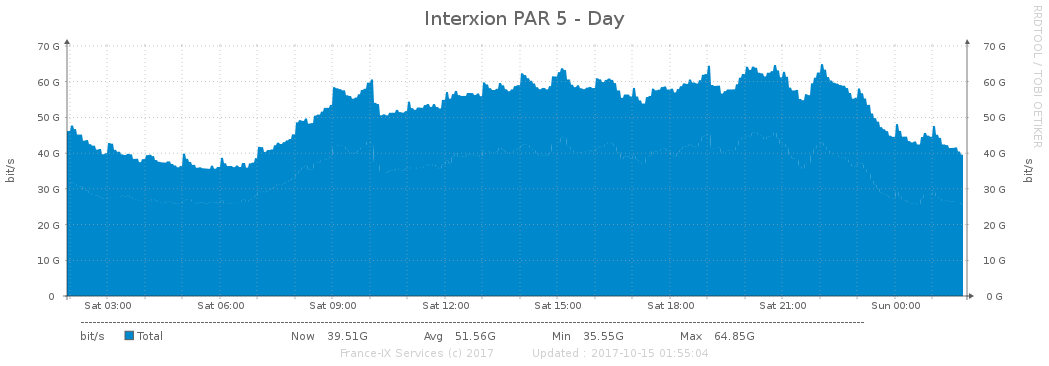 Interxion PAR 5 - Day
RRDTOOL / TOBI OETIKER
70 G 70 G
60 G 60 G
50 G 50 G
40 G 40 G
30 G 30 G
20 G 20 G
10 G 10 G
0 0 G
bit/s bit/s
Sat 03:00 Sat 06:00 Sat 09:00 Sat 12:00 Sat 15:00 Sat 18:00 Sat 21:00 Sun 00:00
bit/s Total Now 39.51G Avg 51.56G Min 35.55G Max 64.85G
France-IX Services (c) 2017 Updated : 2017-10-15 01:55:04